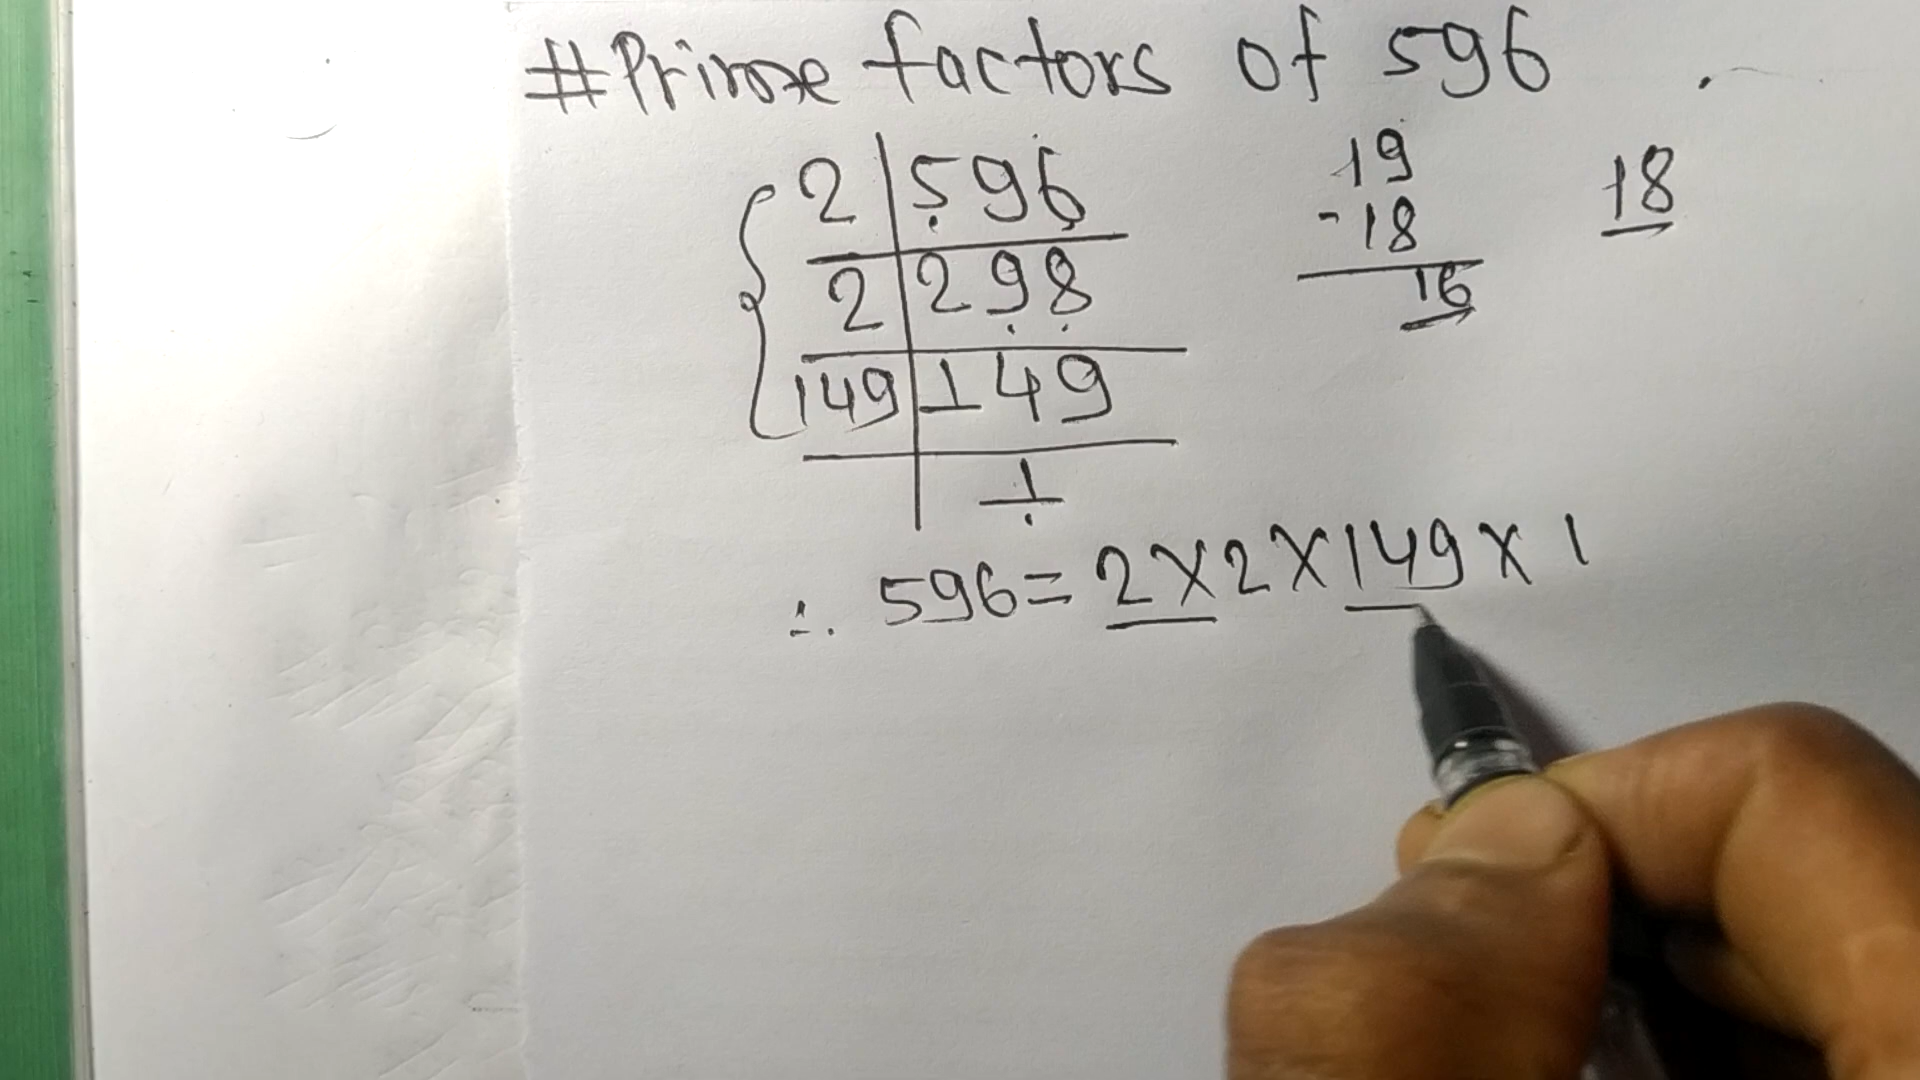 #Prime factors of 596
2 | 596
2 | 298
149 | 149
1
19
-18
16
18
∴ 596 = 2 X 2 X 149 X 1